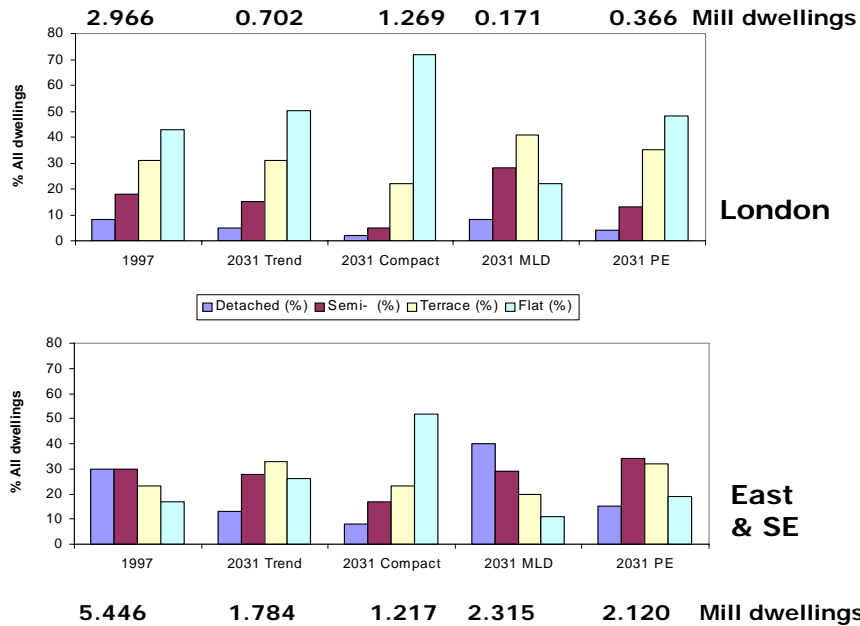 2.966 0.702 1.269 0.171 0.366 Mill dwellings
% All dwellings
80
70
60
50
40
30
20
10
0
1997 2031 Trend 2031 Compact 2031 MLD 2031 PE
London
Detached (%) Semi- (%) Terrace (%) Flat (%)
% All dwellings
80
70
60
50
40
30
20
10
0
1997 2031 Trend 2031 Compact 2031 MLD 2031 PE
East
& SE
5.446 1.784 1.217 2.315 2.120 Mill dwellings